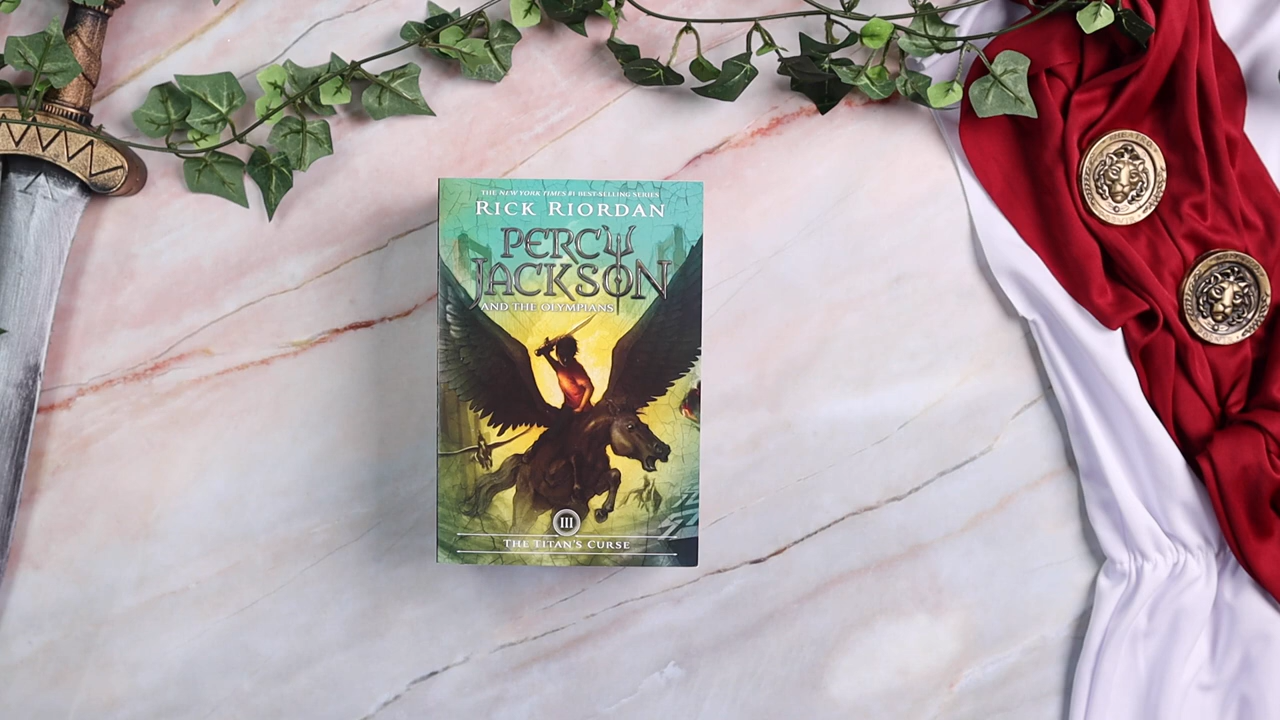 THE NEW YORK TIMES #1 BEST-SELLING SERIES
RICK RIORDAN
PERCY
JACKSON
AND THE OLYMPIANS
III
THE TITAN'S CURSE